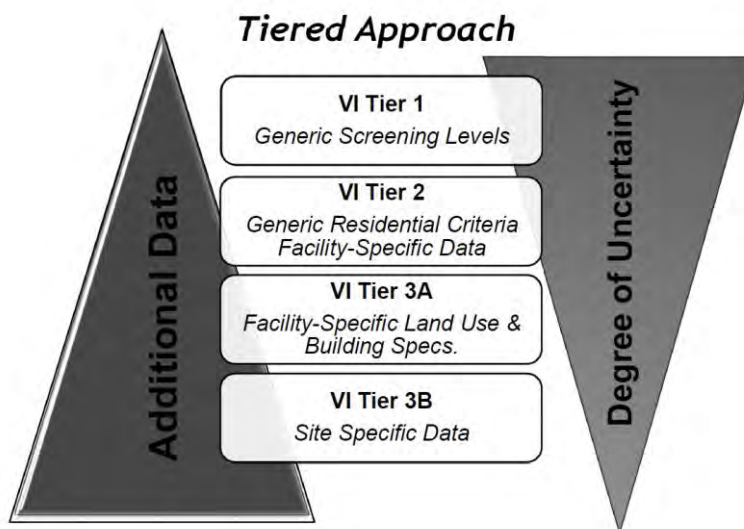 Tiered Approach
Additional Data
VI Tier 1
Generic Screening Levels
VI Tier 2
Generic Residential Criteria
Facility-Specific Data
VI Tier 3A
Facility-Specific Land Use &
Building Specs.
VI Tier 3B
Site Specific Data
Degree of Uncertainty